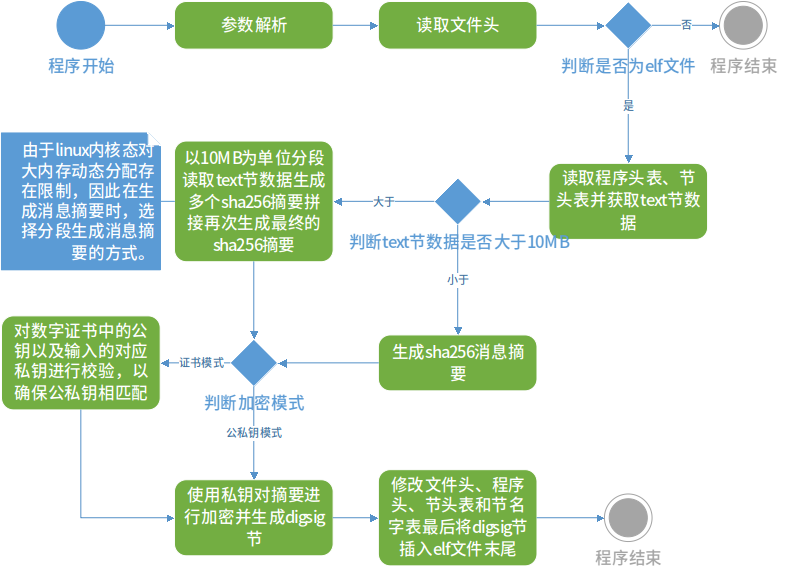 程序开始
参数解析
读取文件头
否
判断是否为elf文件
程序结束
是
读取程序头表、节
头表并获取text节数
据
判断text节数据是否大于10MB
大于
以10MB为单位分段
读取text节数据生成
多个sha256摘要拼
接再次生成最终的
sha256摘要
由于linux内核态对
大内存动态分配存
在限制，因此在生
成消息摘要时，选
择分段生成消息摘
要的方式。
小于
生成sha256消息摘
要
判断加密模式
证书模式
对数字证书中的公
钥以及输入的对应
私钥进行校验，以
确保公私钥相匹配
公私钥模式
使用私钥对摘要进
行加密并生成digsig
节
修改文件头、程序
头、节头表和节名
字表最后将digsig节
插入elf文件末尾
程序结束